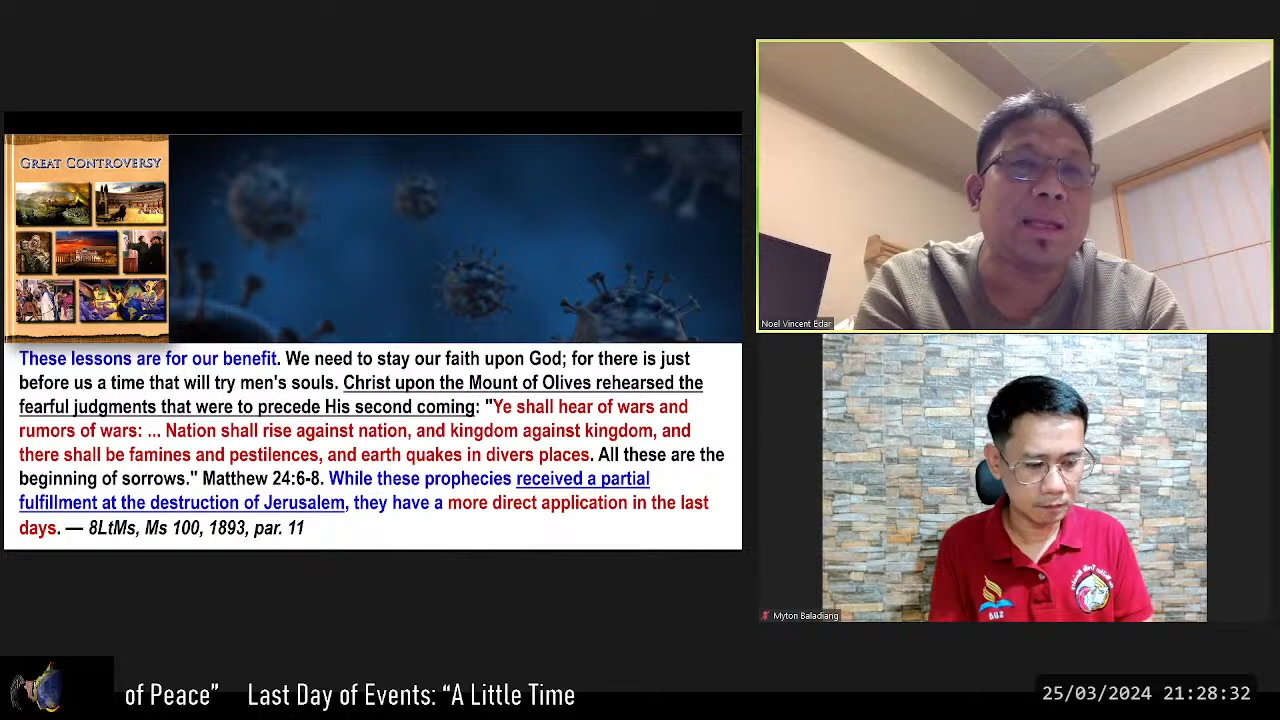 GREAT CONTROVERSY
These lessons are for our benefit. We need to stay our faith upon God; for there is just
before us a time that will try men's souls. Christ upon the Mount of Olives rehearsed the
fearful judgments that were to precede His second coming: "Ye shall hear of wars and
rumors of wars: ... Nation shall rise against nation, and kingdom against kingdom, and
there shall be famines and pestilences, and earth quakes in divers places. All these are the
beginning of sorrows." Matthew 24:6-8. While these prophecies received a partial
fulfillment at the destruction of Jerusalem, they have a more direct application in the last
days. — 8LtMs, Ms 100, 1893, par. 11
Noel Vincent Edar
SDA
Myton Baladiang
of Peace” Last Day of Events: “A Little Time
25/03/2024 21:28:32